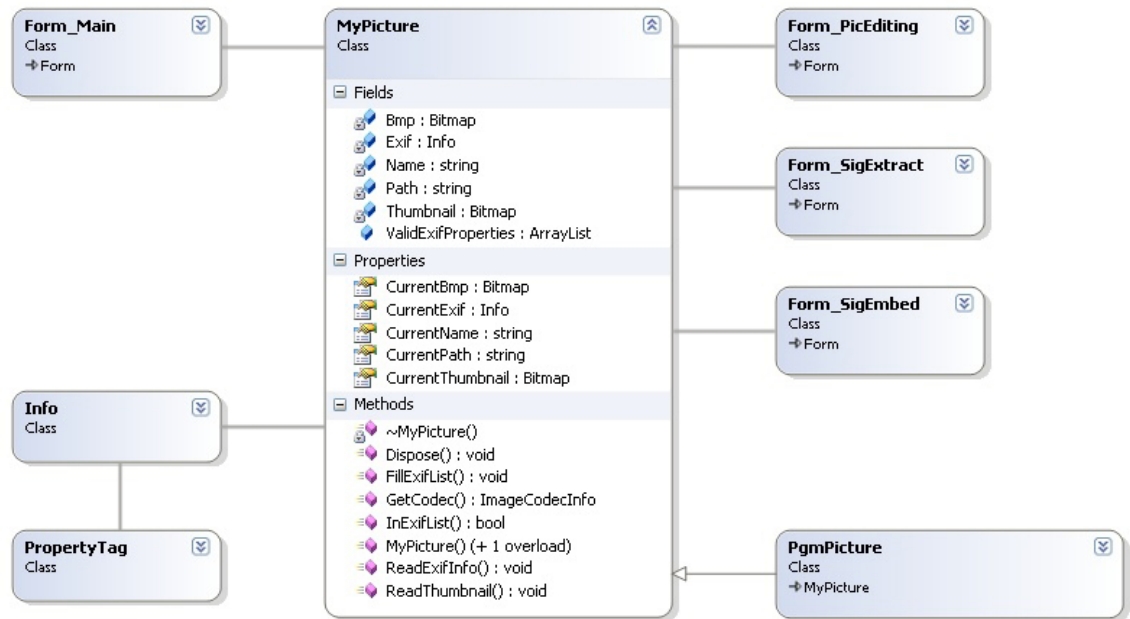 Form_Main
Class
Form
MyPicture
Class
Fields
Bmp : Bitmap
Exif : Info
Name : string
Path : string
Thumbnail : Bitmap
ValidExifProperties : ArrayList
Properties
CurrentBmp : Bitmap
CurrentExif : Info
CurrentName : string
CurrentPath : string
CurrentThumbnail : Bitmap
Methods
~MyPicture()
Dispose() : void
FillExifList() : void
GetCodec() : ImageCodecInfo
InExifList() : bool
MyPicture() (+ 1 overload)
ReadExifInfo() : void
ReadThumbnail() : void
Form_PicEditing
Class
Form
Form_SigExtract
Class
Form
Form_SigEmbed
Class
Form
Info
Class
PropertyTag
Class
PgmPicture
Class
MyPicture